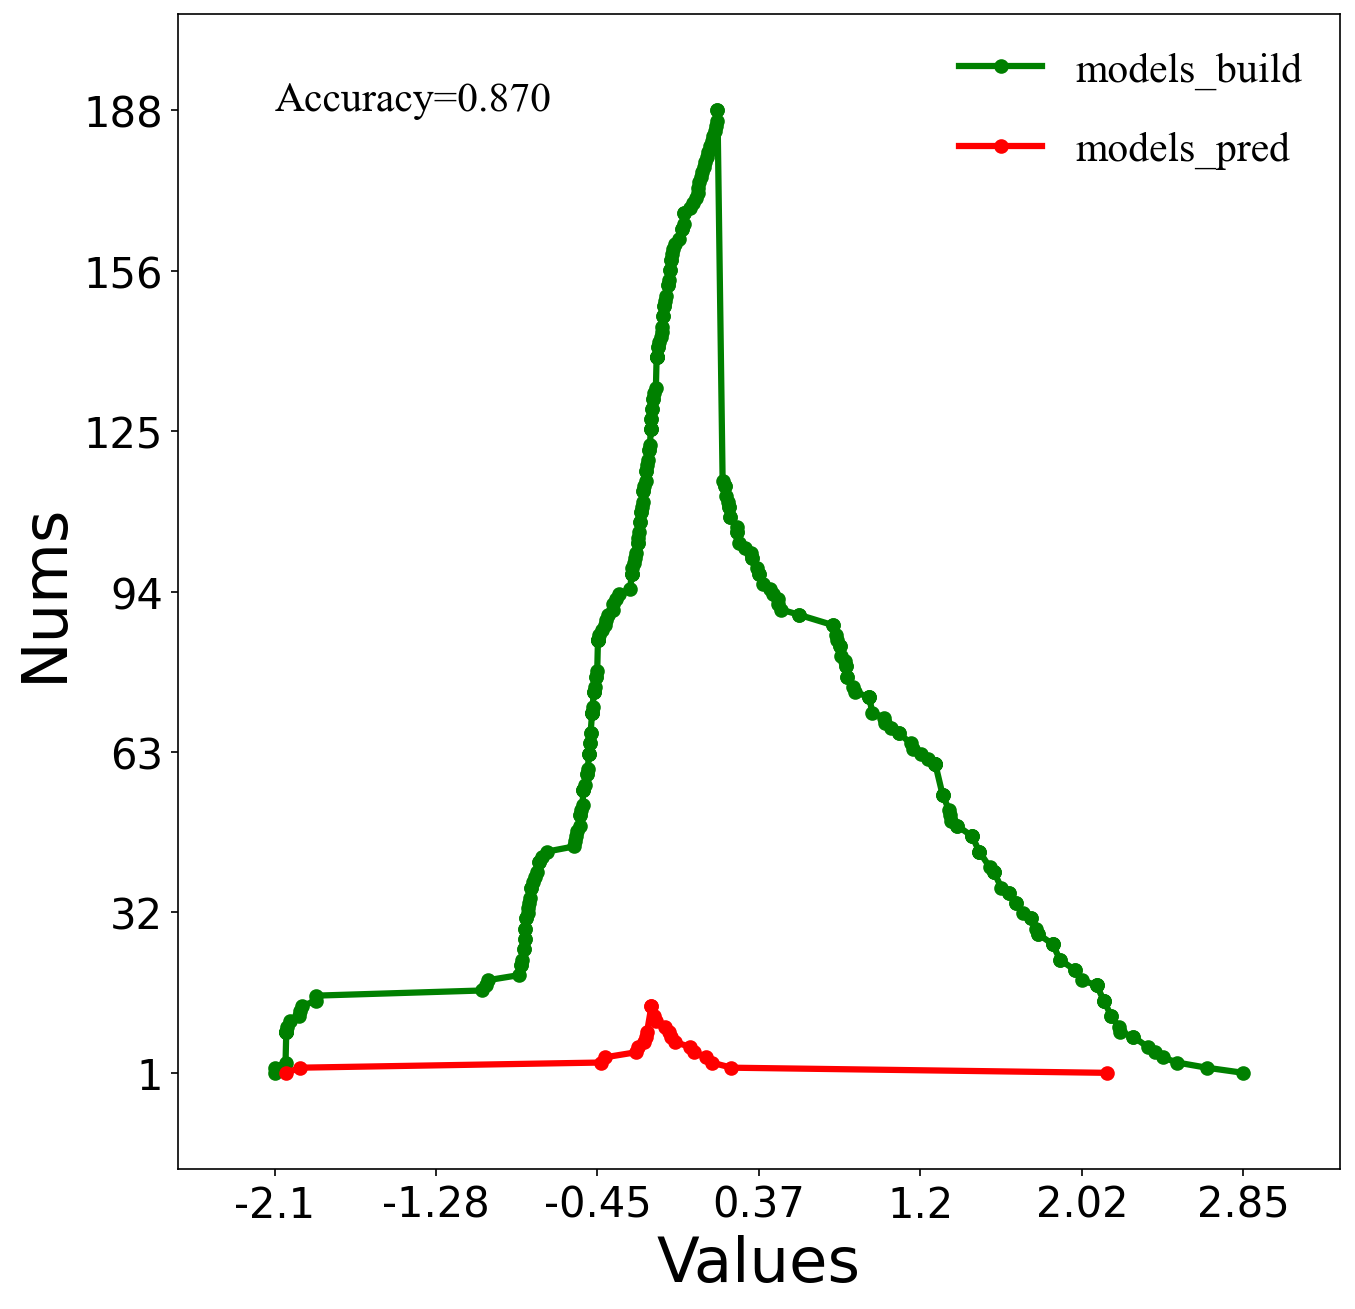 Accuracy=0.870
models_build
models_pred
188
156
125
94
63
32
1
Nums
-2.1 -1.28 -0.45 0.37 1.2 2.02 2.85
Values